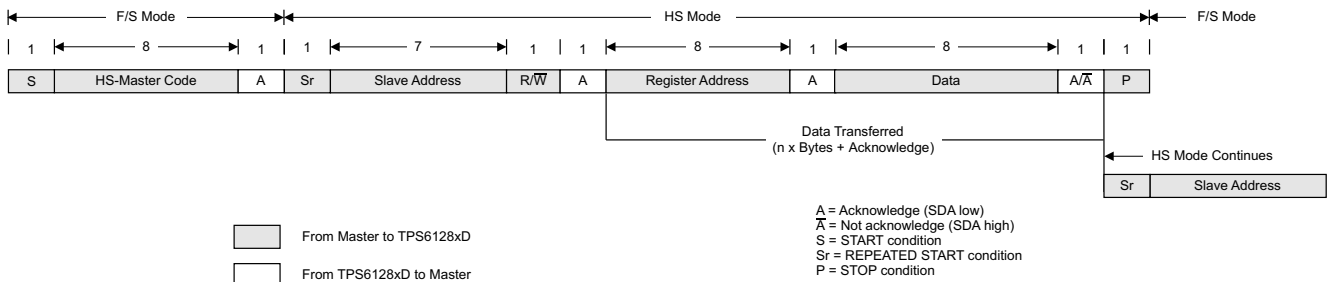 F/S Mode HS Mode F/S Mode
1 8 1 1 7 1 1 8 1 8 1 1
S HS-Master Code A Sr Slave Address R/W̅ A Register Address A Data A/A̅ P
Data Transferred
(n x Bytes + Acknowledge)
HS Mode Continues
Sr Slave Address
From Master to TPS6128xD
From TPS6128xD to Master
A = Acknowledge (SDA low)
A̅ = Not acknowledge (SDA high)
S = START condition
Sr = REPEATED START condition
P = STOP condition